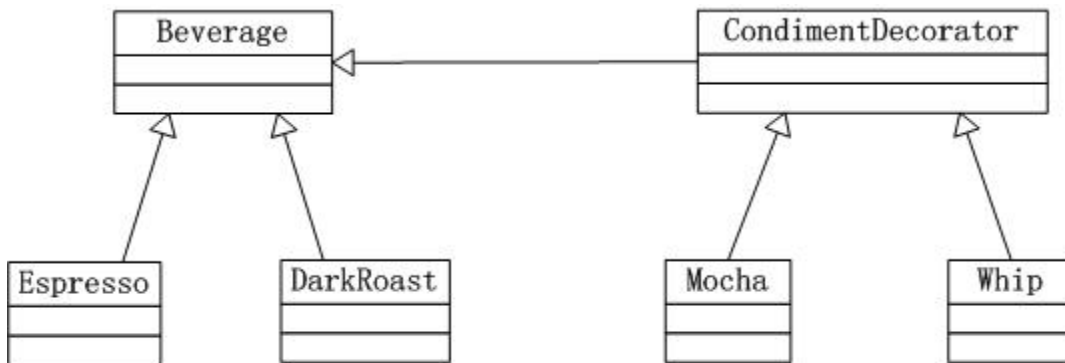 Beverage
CondimentDecorator
Espresso
DarkRoast
Mocha
Whip